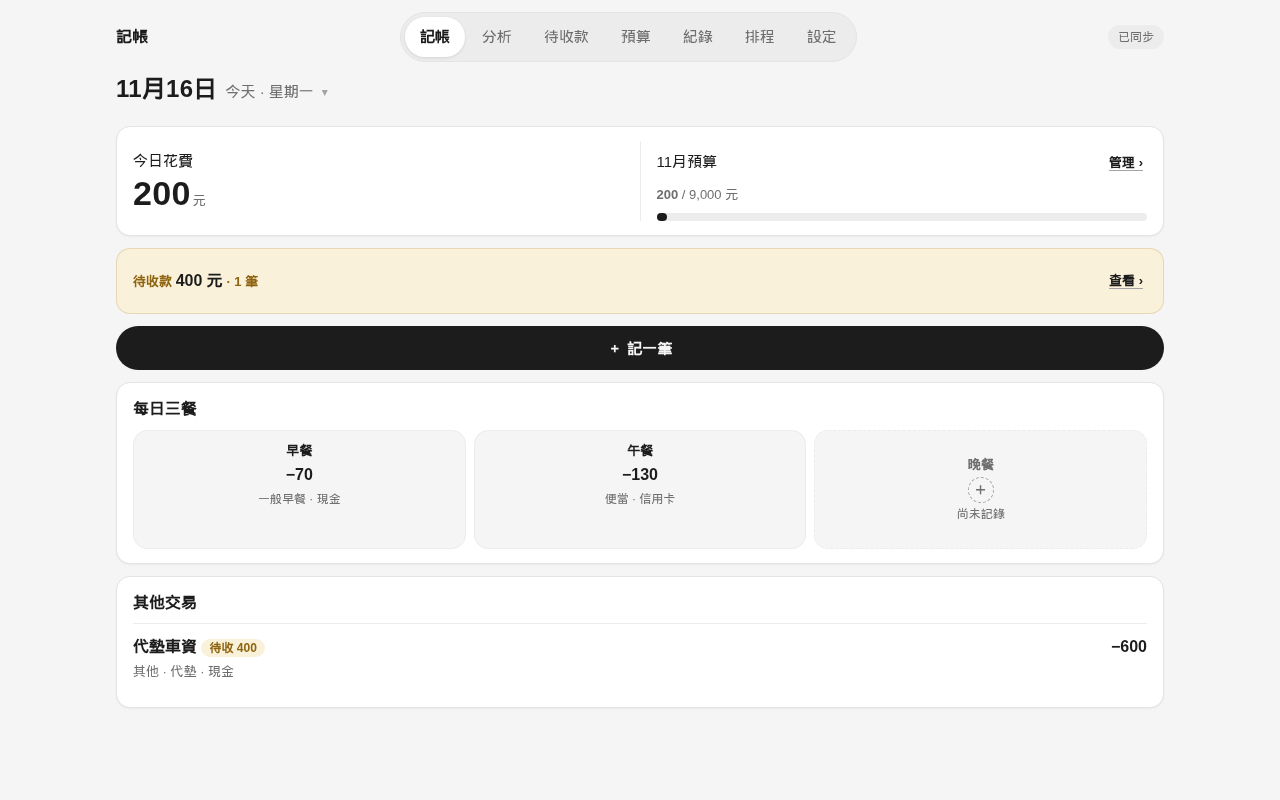 記帳
記帳 分析 待收款 預算 紀錄 排程 設定
已同步
11月16日 今天 · 星期一 ▾
今日花費
200 元
11月預算 管理 ›
200 / 9,000 元
待收款 400 元 · 1 筆 查看 ›
+ 記一筆
每日三餐
早餐
−70
一般早餐 · 現金
午餐
−130
便當 · 信用卡
晚餐
+
尚未記錄
其他交易
代墊車資 待收 400 −600
其他 · 代墊 · 現金